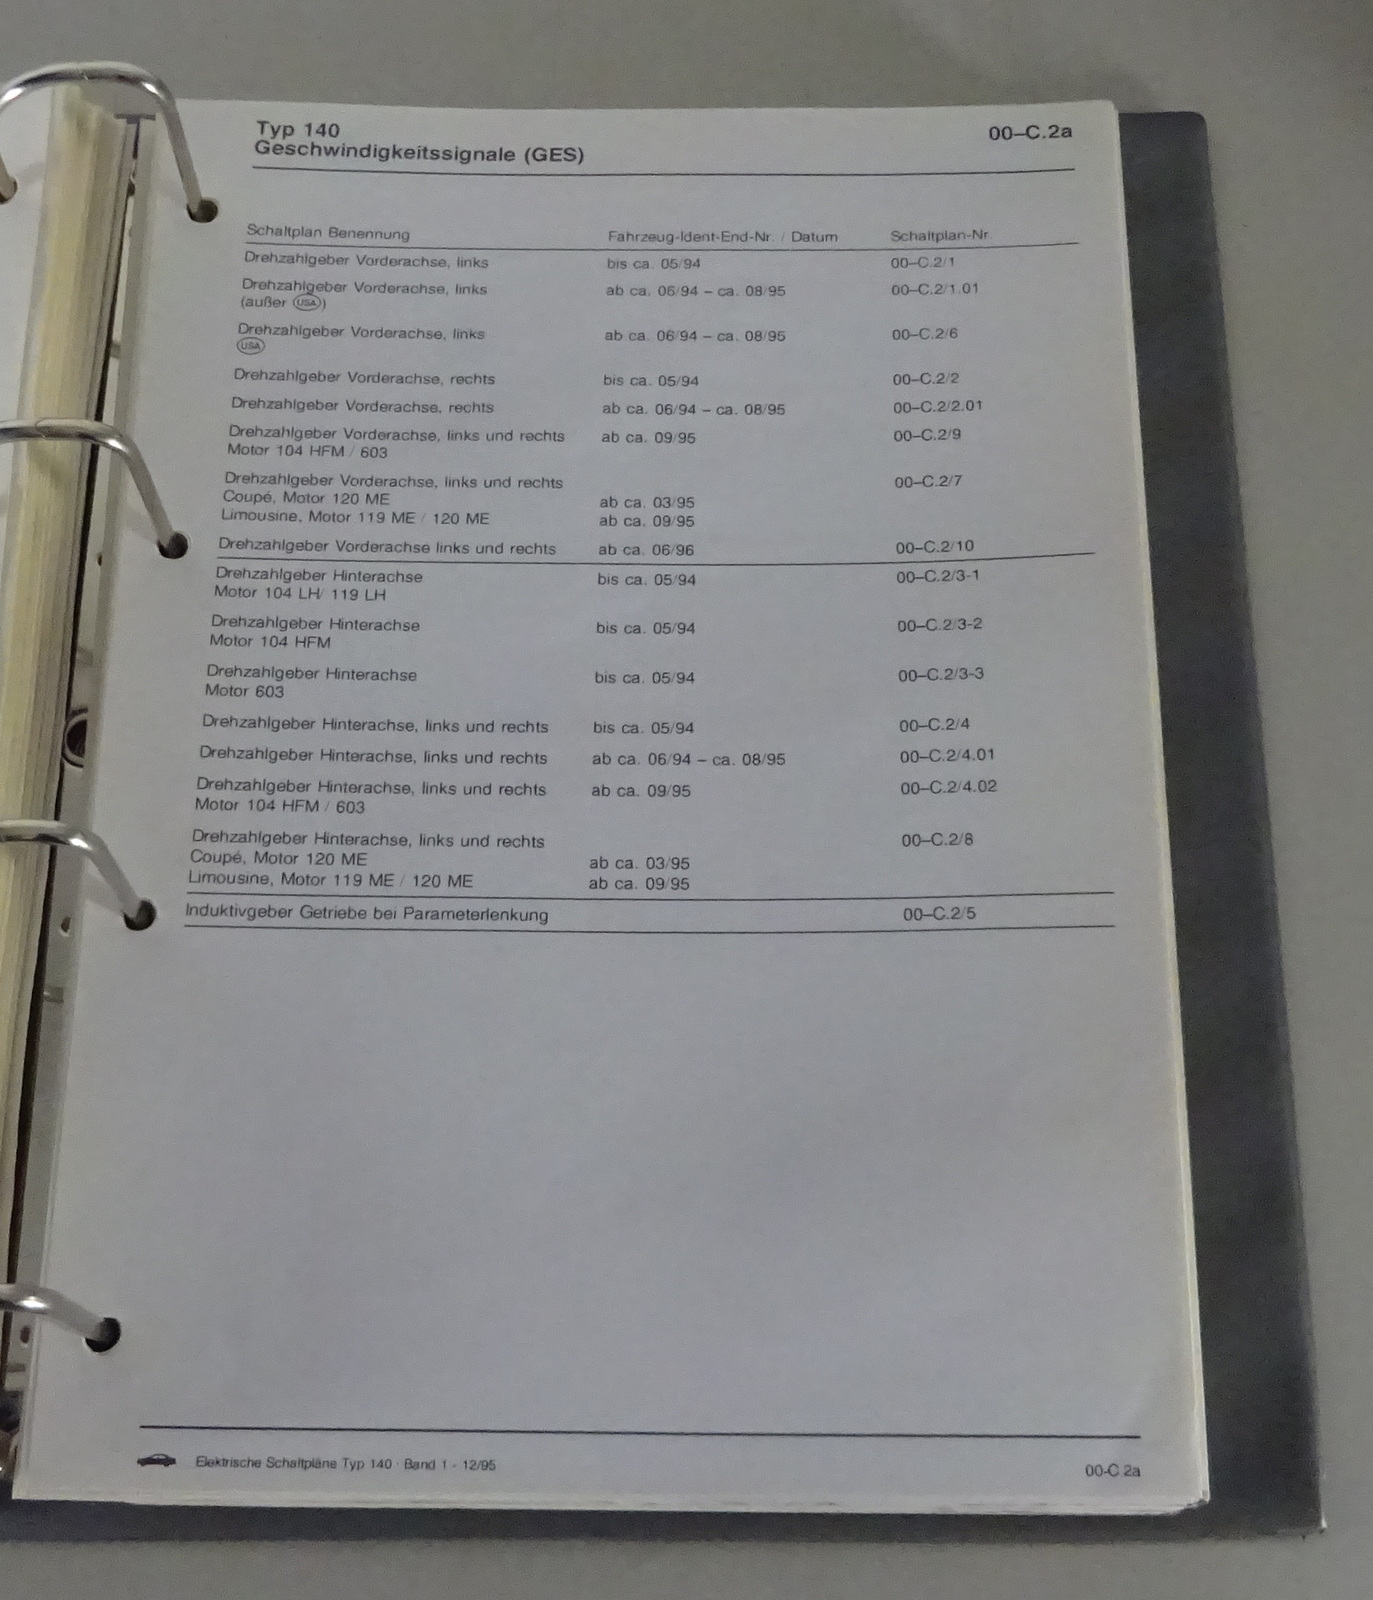 Typ 140
Geschwindigkeitssignale (GES)
00–C.2a
Schaltplan Benennung Fahrzeug-Ident-End-Nr. / Datum Schaltplan-Nr.
Drehzahlgeber Vorderachse, links bis ca. 05/94 00–C.2/1
Drehzahlgeber Vorderachse, links ab ca. 06/94 – ca. 08/95 00–C.2/1.01
(außer USA)
Drehzahlgeber Vorderachse, links ab ca. 06/94 – ca. 08/95 00–C.2/6
USA
Drehzahlgeber Vorderachse, rechts bis ca. 05/94 00–C.2/2
Drehzahlgeber Vorderachse, rechts ab ca. 06/94 – ca. 08/95 00–C.2/2.01
Drehzahlgeber Vorderachse, links und rechts ab ca. 09/95 00–C.2/9
Motor 104 HFM / 603
Drehzahlgeber Vorderachse, links und rechts 00–C.2/7
Coupé, Motor 120 ME ab ca. 03/95
Limousine, Motor 119 ME / 120 ME ab ca. 09/95
Drehzahlgeber Vorderachse links und rechts ab ca. 06/96 00–C.2/10
Drehzahlgeber Hinterachse bis ca. 05/94 00–C.2/3-1
Motor 104 LH/ 119 LH
Drehzahlgeber Hinterachse bis ca. 05/94 00–C.2/3-2
Motor 104 HFM
Drehzahlgeber Hinterachse bis ca. 05/94 00–C.2/3-3
Motor 603
Drehzahlgeber Hinterachse, links und rechts bis ca. 05/94 00–C.2/4
Drehzahlgeber Hinterachse, links und rechts ab ca. 06/94 – ca. 08/95 00–C.2/4.01
Drehzahlgeber Hinterachse, links und rechts ab ca. 09/95 00–C.2/4.02
Motor 104 HFM / 603
Drehzahlgeber Hinterachse, links und rechts 00–C.2/8
Coupé, Motor 120 ME ab ca. 03/95
Limousine, Motor 119 ME / 120 ME ab ca. 09/95
Induktivgeber Getriebe bei Parameterlenkung 00–C.2/5
Elektrische Schaltpläne Typ 140 · Band 1 - 12/95 00-C.2a